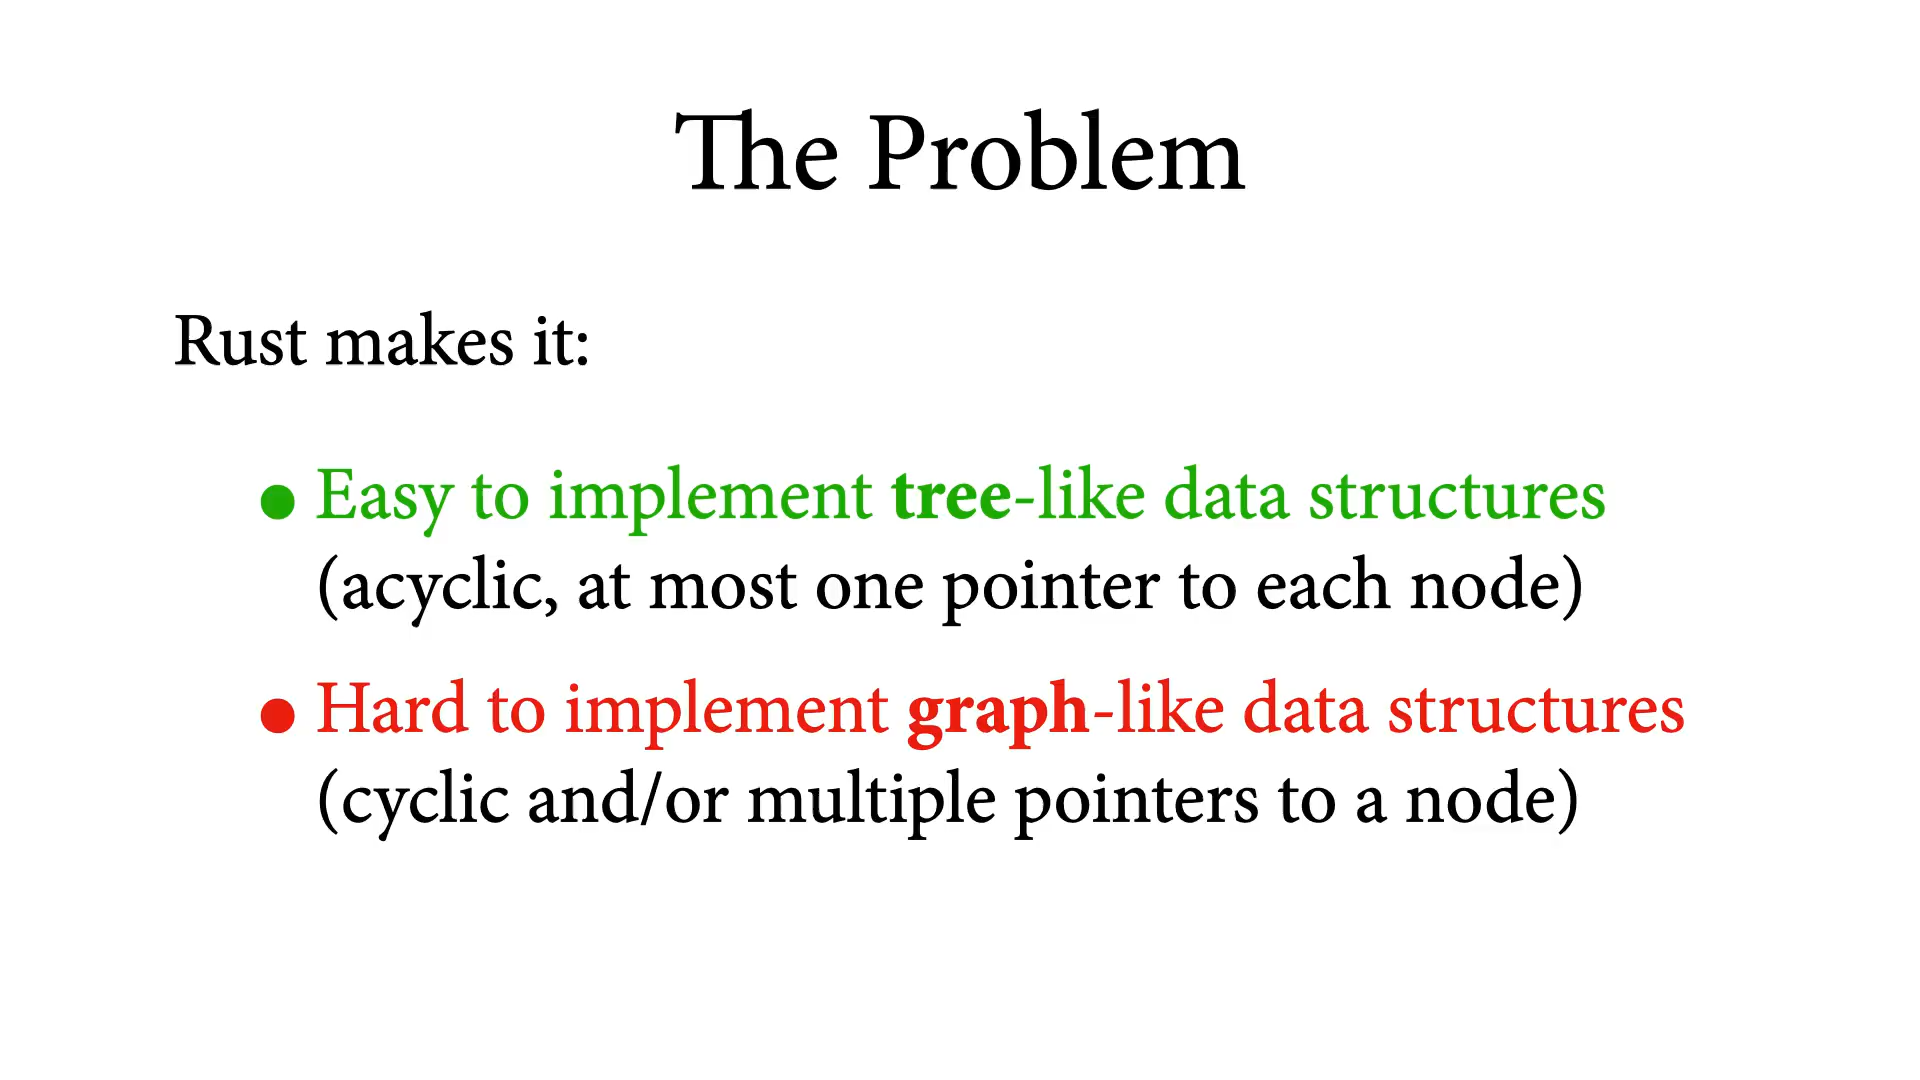 The Problem
Rust makes it:
• Easy to implement tree-like data structures
(acyclic, at most one pointer to each node)
• Hard to implement graph-like data structures
(cyclic and/or multiple pointers to a node)